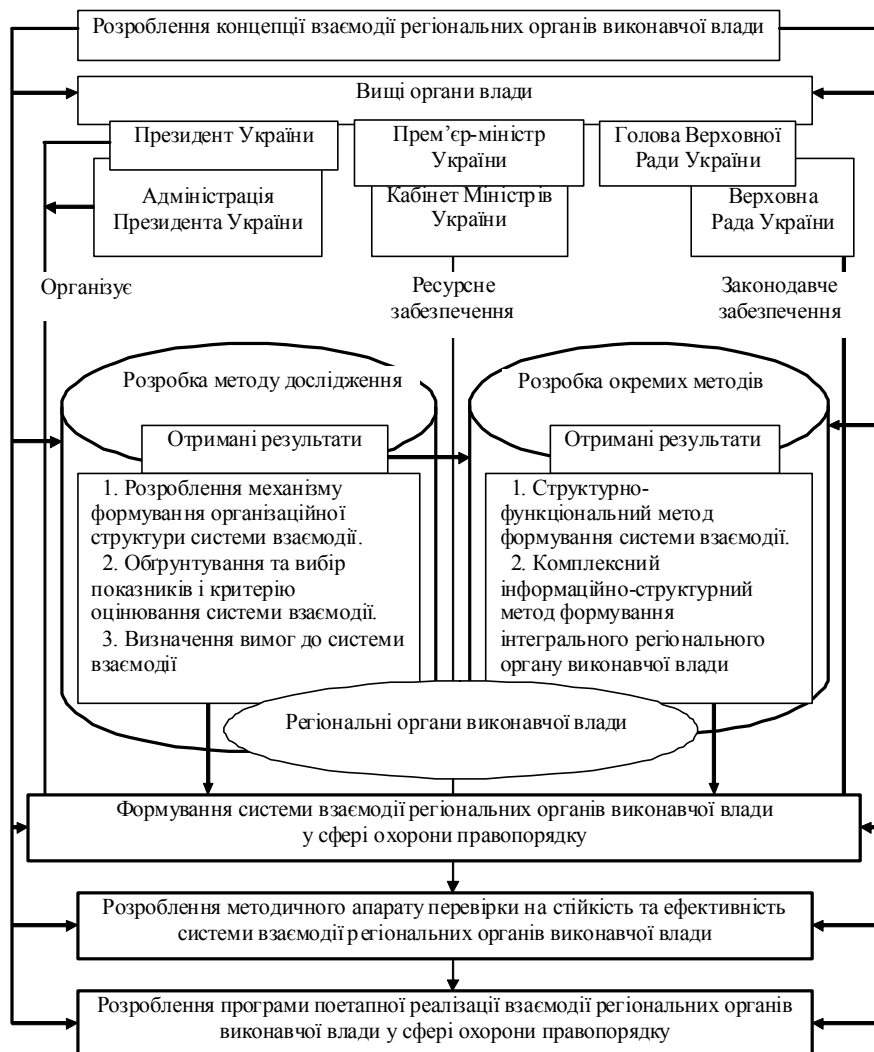 Розроблення концепції взаємодії регіональних органів виконавчої влади
Вищі органи влади
Президент України
Адміністрація
Президента України
Прем’єр-міністр
України
Кабінет Міністрів
України
Голова Верховної
Ради України
Верховна
Рада України
Організує
Ресурсне
забезпечення
Законодавче
забезпечення
Розробка методу дослідження
Отримані результати
1. Розроблення механізму
формування організаційної
структури системи взаємодії.
2. Обґрунтування та вибір
показників і критерію
оцінювання системи взаємодії.
3. Визначення вимог до системи
взаємодії
Розробка окремих методів
Отримані результати
1. Структурно-
функціональний метод
формування системи взаємодії.
2. Комплексний
інформаційно-структурний
метод формування
інтегрального регіонального
органу виконавчої влади
Регіональні органи виконавчої влади
Формування системи взаємодії регіональних органів виконавчої влади
у сфері охорони правопорядку
Розроблення методичного апарату перевірки на стійкість та ефективність
системи взаємодії регіональних органів виконавчої влади
Розроблення програми поетапної реалізації взаємодії регіональних органів
виконавчої влади у сфері охорони правопорядку